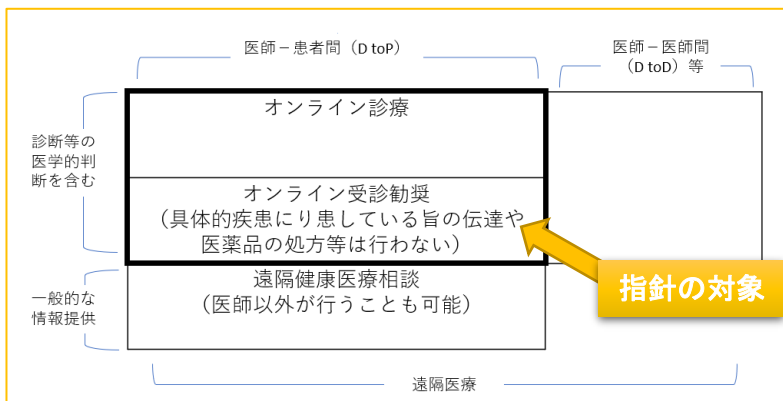 医師－患者間（D toP）
医師－医師間
（D toD）等
診断等の
医学的判
断を含む
オンライン診療
オンライン受診勧奨
（具体的疾患にり患している旨の伝達や
医薬品の処方等は行わない）
指針の対象
一般的な
情報提供
遠隔健康医療相談
（医師以外が行うことも可能）
遠隔医療